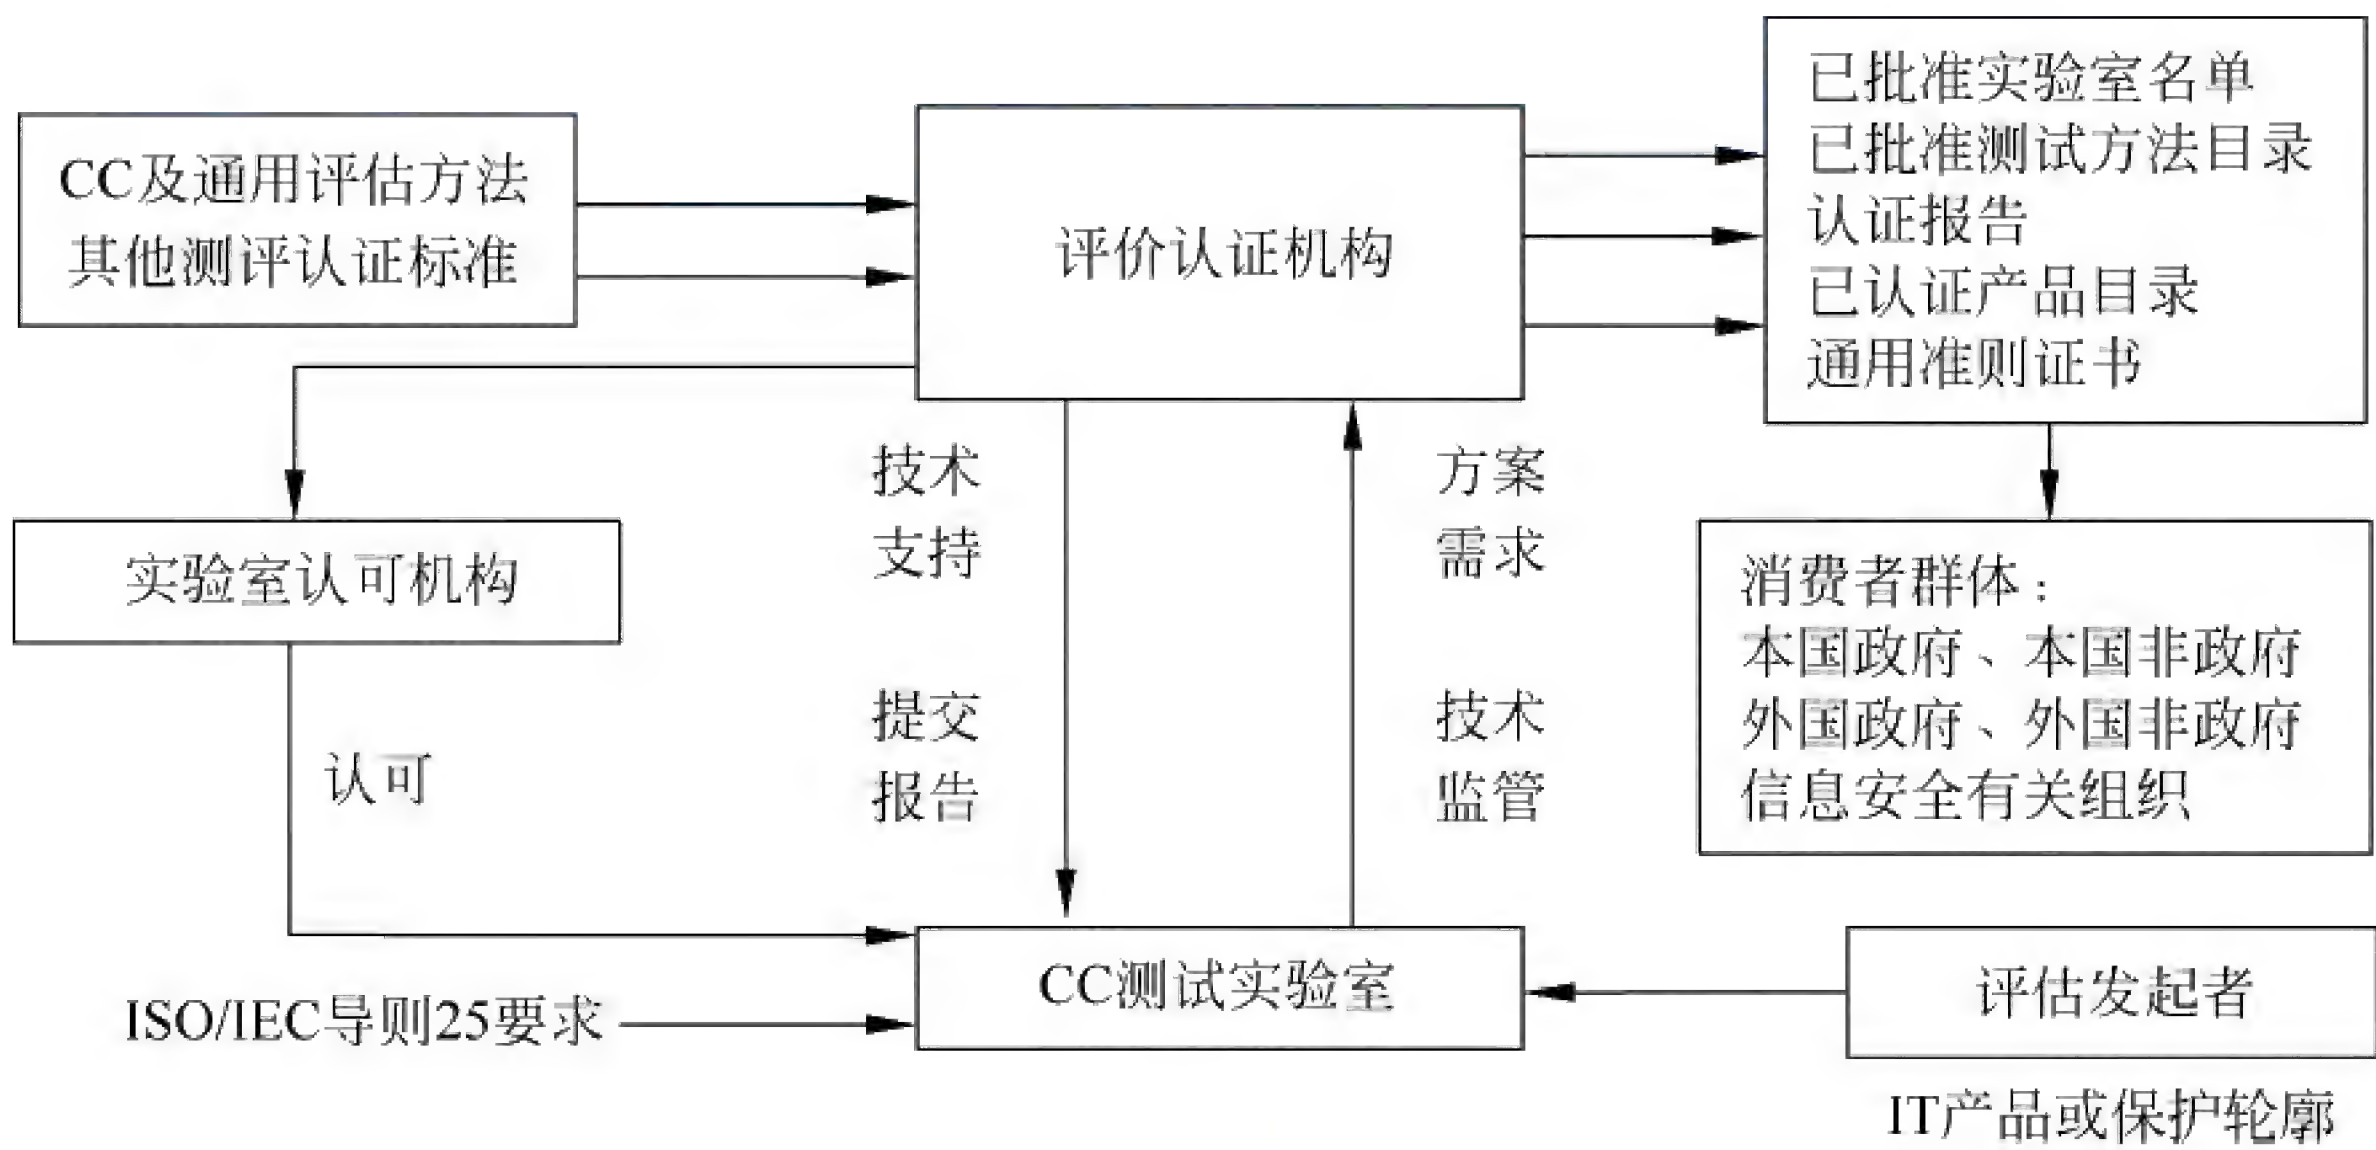 CC及通用评估方法
其他测评认证标准
评价认证机构
已批准实验室名单
已批准测试方法目录
认证报告
已认证产品目录
通用准则证书
实验室认可机构
技术
支持
方案
需求
消费者群体：
本国政府、本国非政府
外国政府、外国非政府
信息安全有关组织
认可
提交
报告
技术
监管
CC测试实验室
ISO/IEC导则25要求
评估发起者
IT产品或保护轮廓